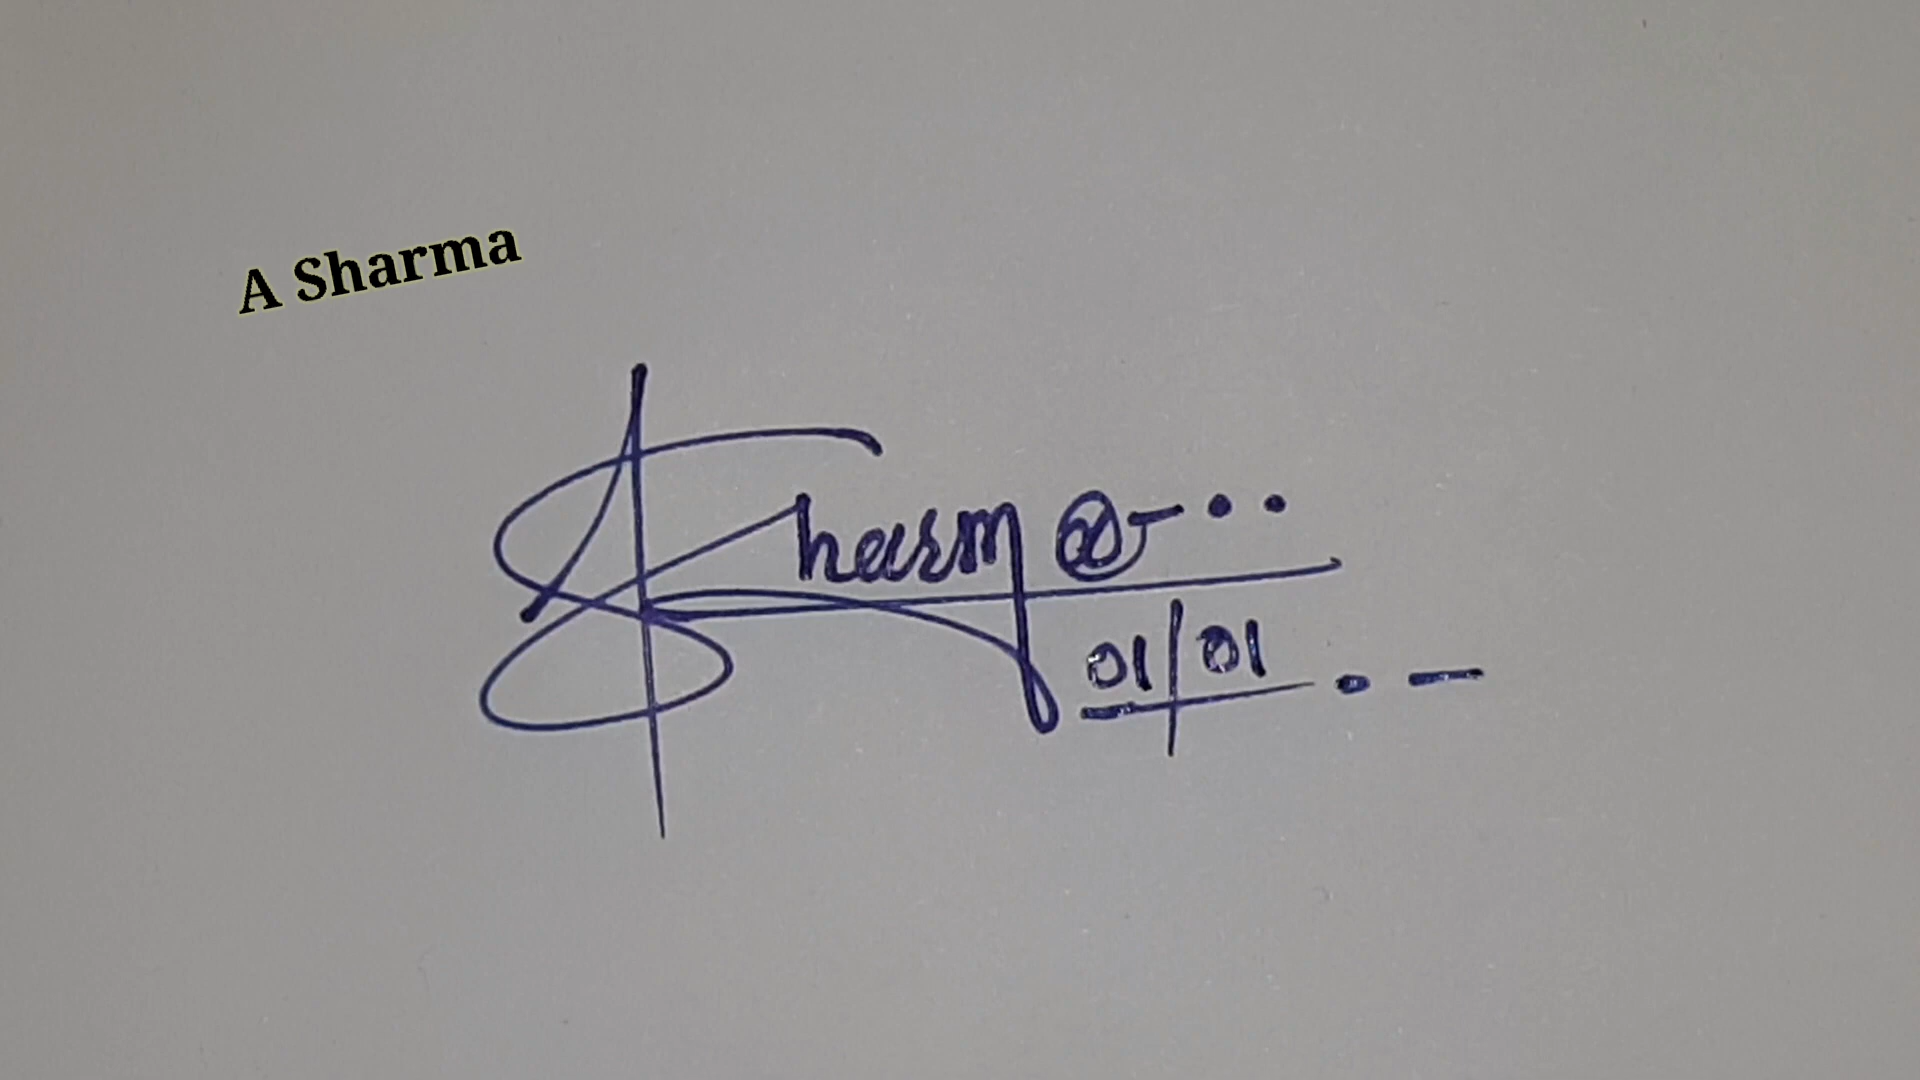 A Sharma
A Sharma - . .
01/01 . -